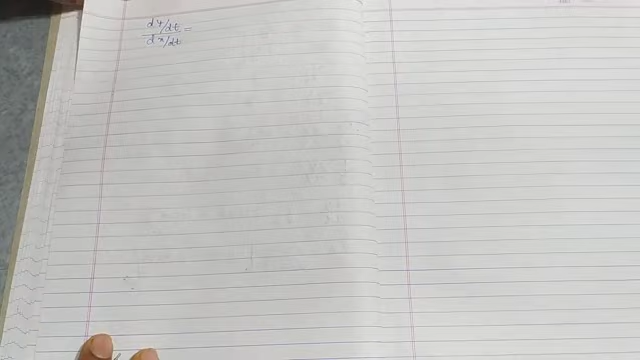 dy/dt
dx/dt =